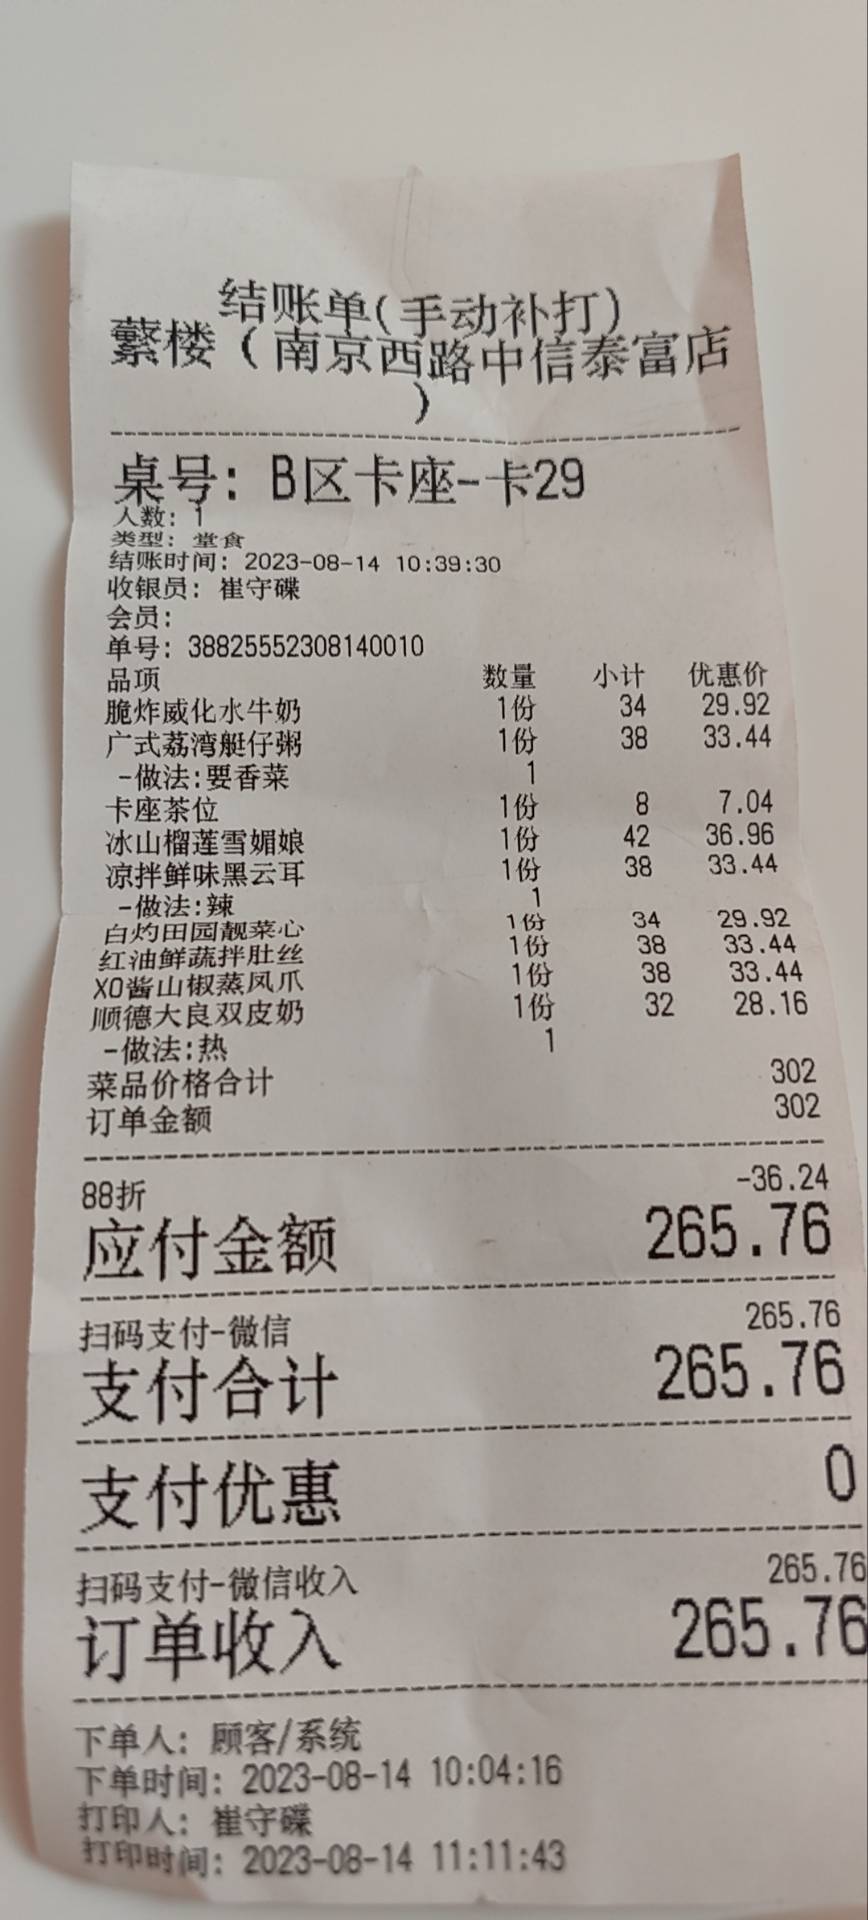 结账单(手动补打)
蘩楼（南京西路中信泰富店
）
桌号: B区卡座-卡29
人数: 1
类型: 堂食
结账时间: 2023-08-14 10:39:30
收银员: 崔守碟
会员:
单号: 388255552308140010
品项 数量 小计 优惠价
脆炸威化水牛奶 1份 34 29.92
广式荔湾艇仔粥 1份 38 33.44
-做法:要香菜 1
卡座茶位 1份 8 7.04
冰山榴莲雪媚娘 1份 42 36.96
凉拌鲜味黑云耳 1份 38 33.44
-做法:辣 1
白灼田园靓菜心 1份 34 29.92
红油鲜蔬拌肚丝 1份 38 33.44
XO酱山椒蒸凤爪 1份 38 33.44
顺德大良双皮奶 1份 32 28.16
-做法:热 1
菜品价格合计 302
订单金额 302
88折 -36.24
应付金额 265.76
扫码支付-微信 265.76
支付合计 265.76
支付优惠 0
扫码支付-微信收入 265.76
订单收入 265.76
下单人: 顾客/系统
下单时间: 2023-08-14 10:04:16
打印人: 崔守碟
打印时间: 2023-08-14 11:11:43